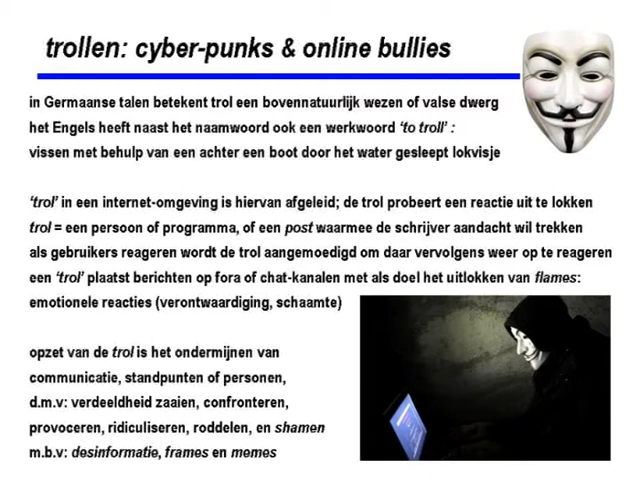 trollen: cyber-punks & online bullies
in Germaanse talen betekent trol een bovennatuurlijk wezen of valse dwerg
het Engels heeft naast het naamwoord ook een werkwoord ‘to troll’ :
vissen met behulp van een achter een boot door het water gesleept lokvisje
‘trol’ in een internet-omgeving is hiervan afgeleid; de trol probeert een reactie uit te lokken
trol = een persoon of programma, of een post waarmee de schrijver aandacht wil trekken
als gebruikers reageren wordt de trol aangemoedigd om daar vervolgens weer op te reageren
een ‘trol’ plaatst berichten op fora of chat-kanalen met als doel het uitlokken van flames:
emotionele reacties (verontwaardiging, schaamte)
opzet van de trol is het ondermijnen van
communicatie, standpunten of personen,
d.m.v: verdeeldheid zaaien, confronteren,
provoceren, ridiculiseren, roddelen, en shamen
m.b.v: desinformatie, frames en memes